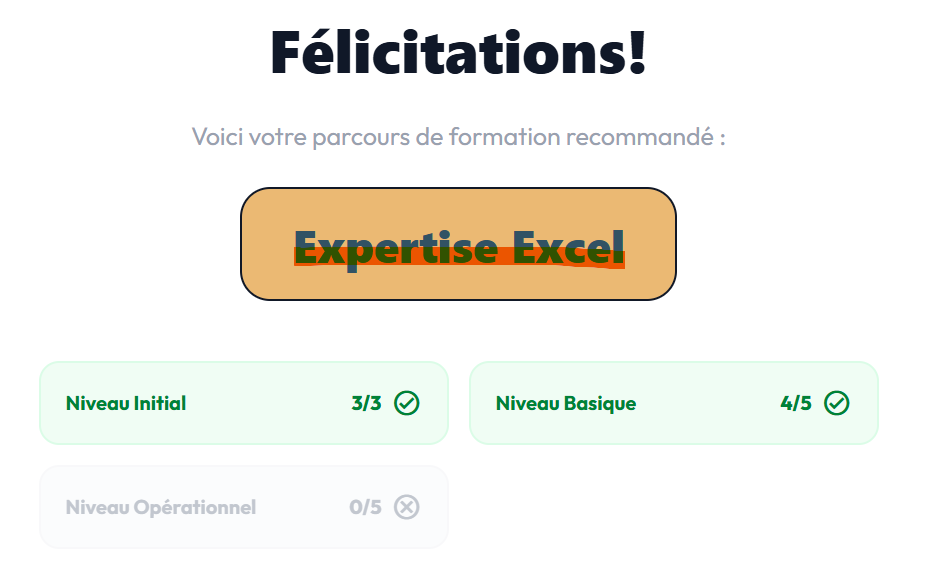 Félicitations!
Voici votre parcours de formation recommandé :
Expertise Excel
Niveau Initial 3/3
Niveau Basique 4/5
Niveau Opérationnel 0/5